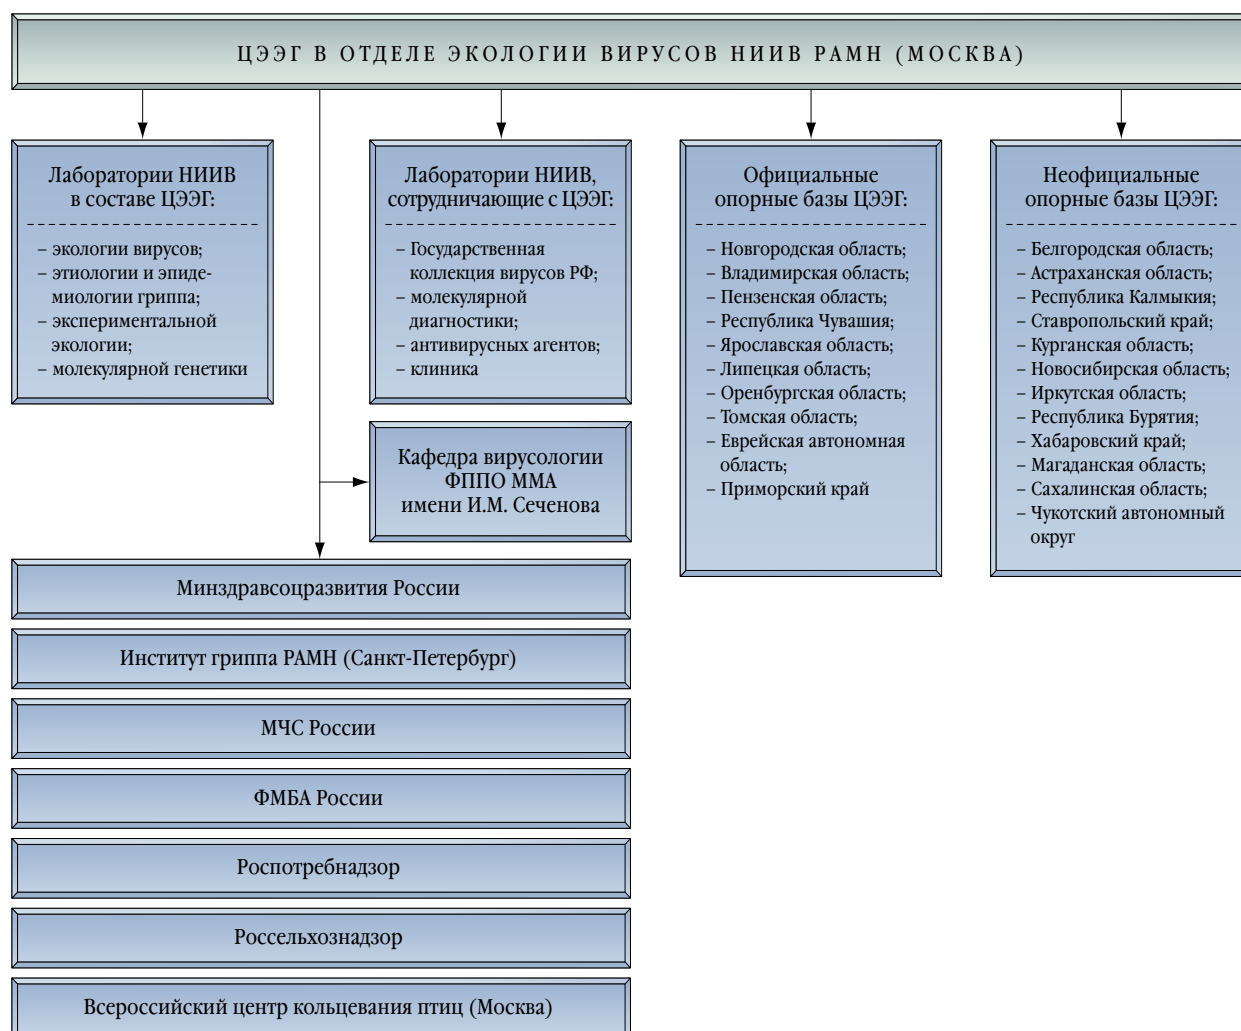 ЦЭЭГ В ОТДЕЛЕ ЭКОЛОГИИ ВИРУСОВ НИИВ РАМН (МОСКВА)
Лаборатории НИИВ
в составе ЦЭЭГ:
– экологии вирусов;
– этиологии и эпиде-
миологии гриппа;
– экспериментальной
экологии;
– молекулярной генетики
Лаборатории НИИВ,
сотрудничающие с ЦЭЭГ:
– Государственная
коллекция вирусов РФ;
– молекулярной
диагностики;
– антивирусных агентов;
– клиника
Официальные
опорные базы ЦЭЭГ:
– Новгородская область;
– Владимирская область;
– Пензенская область;
– Республика Чувашия;
– Ярославская область;
– Липецкая область;
– Оренбургская область;
– Томская область;
– Еврейская автономная
область;
– Приморский край
Неофициальные
опорные базы ЦЭЭГ:
– Белгородская область;
– Астраханская область;
– Республика Калмыкия;
– Ставропольский край;
– Курганская область;
– Новосибирская область;
– Иркутская область;
– Республика Бурятия;
– Хабаровский край;
– Магаданская область;
– Сахалинская область;
– Чукотский автономный
округ
Кафедра вирусологии
ФППО ММА
имени И.М. Сеченова
Минздравсоцразвития России
Институт гриппа РАМН (Санкт-Петербург)
МЧС России
ФМБА России
Роспотребнадзор
Россельхознадзор
Всероссийский центр кольцевания птиц (Москва)